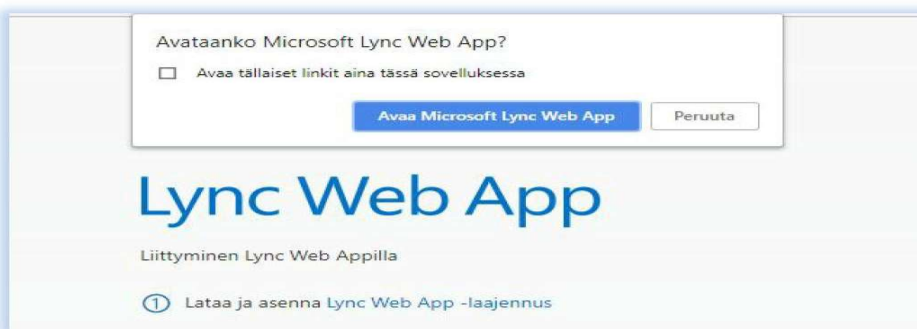 Avataanko Microsoft Lync Web App?
Avaa tällaiset linkit aina tässä sovelluksessa
Avaa Microsoft Lync Web App Peruuta
Lync Web App
Liittyminen Lync Web Appilla
1 Lataa ja asenna Lync Web App -laajennus